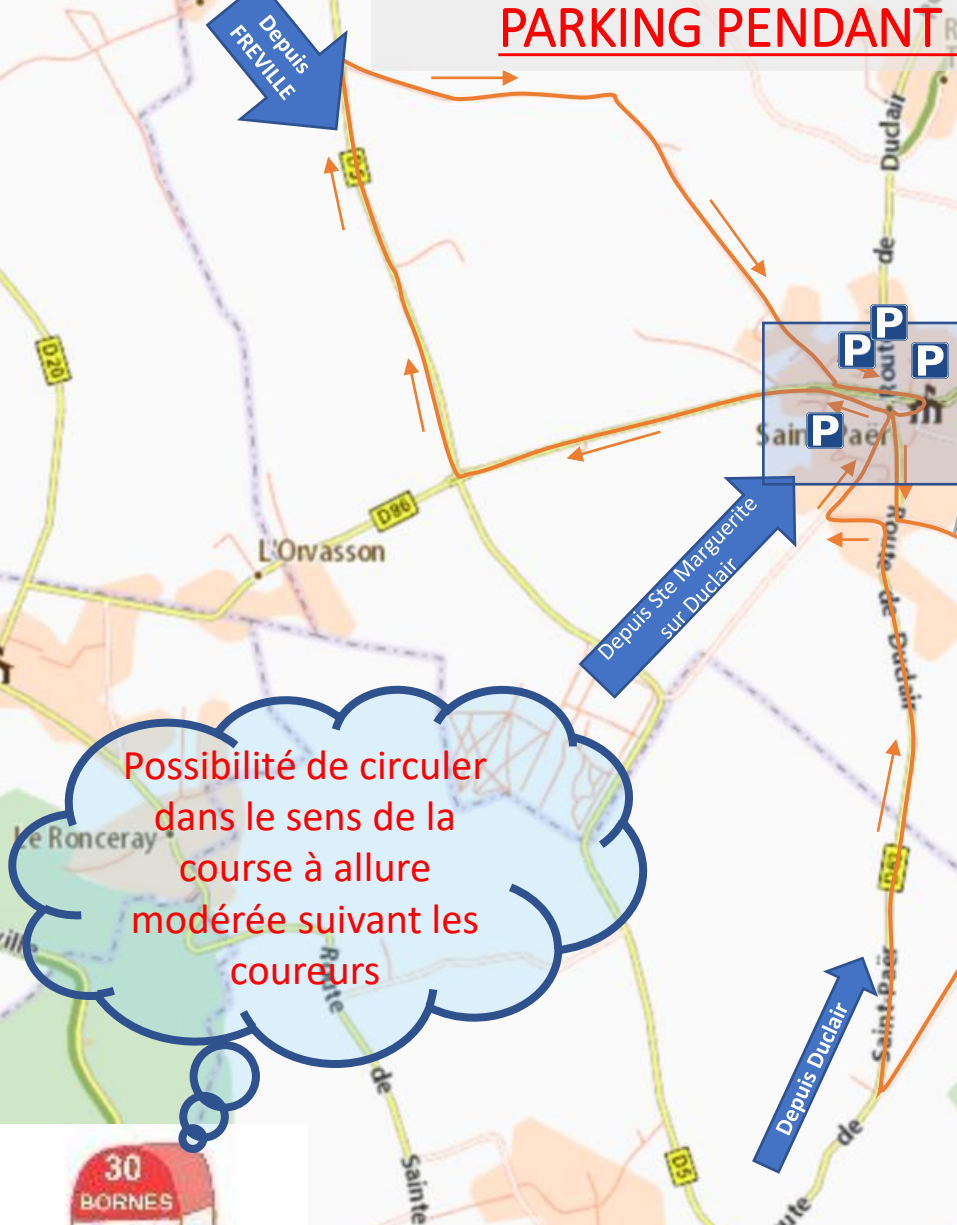 PARKING PENDANT
Depuis
FREVILLE
D5
Duclair
de
Route
D20
Saint Paër
D86
L'Orvasson
Depuis Ste Marguerite
sur Duclair
Route de Duclair
Possibilité de circuler
dans le sens de la
course à allure
modérée suivant les
coureurs
Le Ronceray
ville
Route
de
Sainte
Saint-Paër
de
Depuis Duclair
D5
30
BORNES